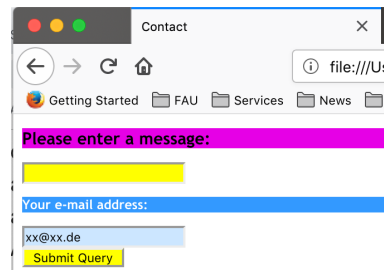 Contact
file:///Us
Getting Started FAU Services News
Please enter a message:
Your e-mail address:
xx@xx.de
Submit Query